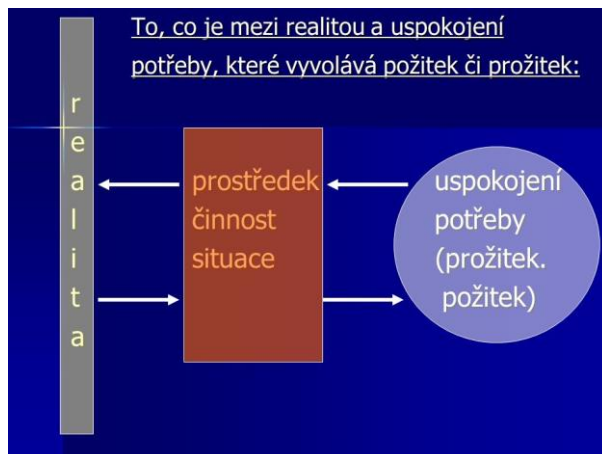 To, co je mezi realitou a uspokojení
potřeby, které vyvolává požitek či prožitek:
realita
prostředek
činnost
situace
uspokojení
potřeby
(prožitek.
požitek)